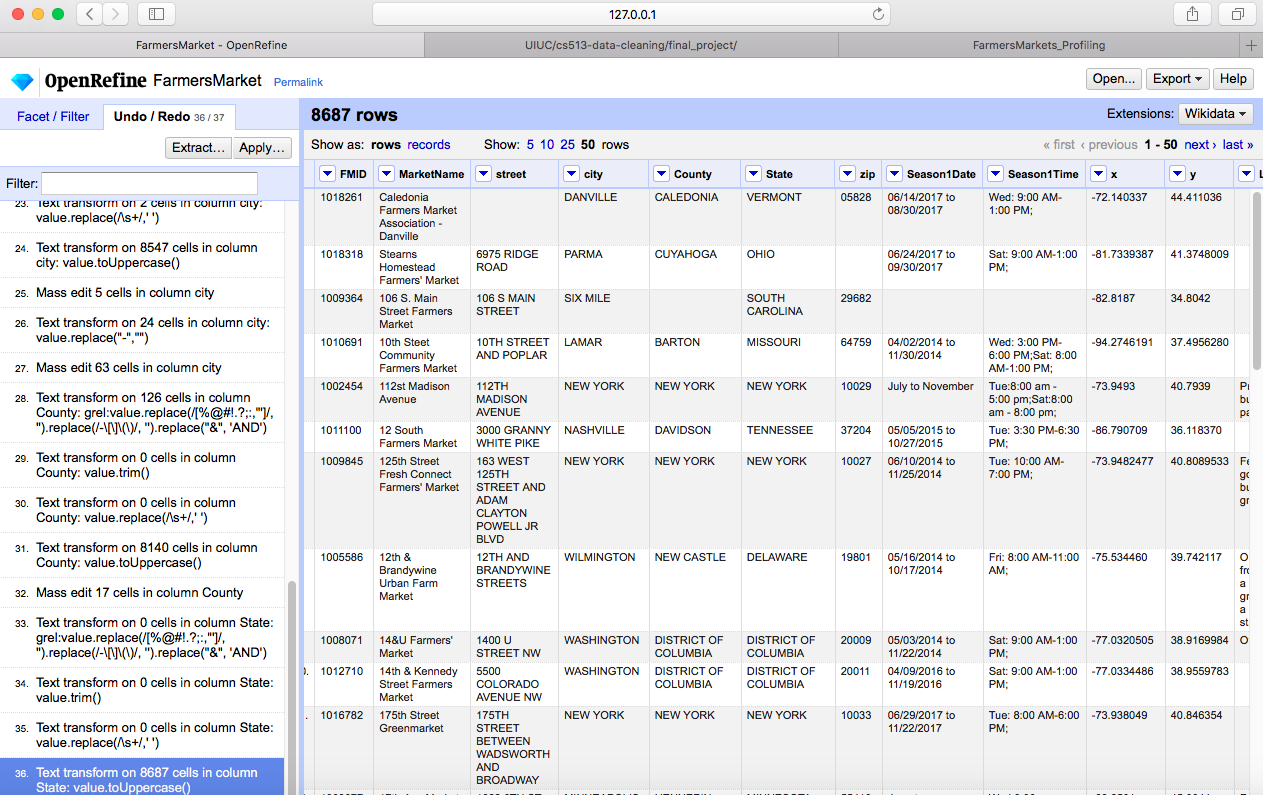 127.0.0.1
FarmersMarket - OpenRefine
UIUC/cs513-data-cleaning/final_project/
FarmersMarkets_Profiling
OpenRefine FarmersMarket Permalink
Open...
Export
Help
Facet / Filter
Undo / Redo 36 / 37
Extract...
Apply...
Filter:
23. Text transform on 2 cells in column city:
value.replace(/\s+/,' ')
24. Text transform on 8547 cells in column
city: value.toUppercase()
25. Mass edit 5 cells in column city
26. Text transform on 24 cells in column city:
value.replace("-","")
27. Mass edit 63 cells in column city
28. Text transform on 126 cells in column
County: grel:value.replace(/[%@#!.?;:,"']/,
'').replace(/-\[\]\(\)/, '').replace("&", 'AND')
29. Text transform on 0 cells in column
County: value.trim()
30. Text transform on 0 cells in column
County: value.replace(/\s+/,' ')
31. Text transform on 8140 cells in column
County: value.toUppercase()
32. Mass edit 17 cells in column County
33. Text transform on 0 cells in column State:
grel:value.replace(/[%@#!.?;:,"']/,
'').replace(/-\[\]\(\)/, '').replace("&", 'AND')
34. Text transform on 0 cells in column State:
value.trim()
35. Text transform on 0 cells in column State:
value.replace(/\s+/,' ')
36. Text transform on 8687 cells in column
State: value.toUppercase()
8687 rows
Extensions: Wikidata
Show as: rows records Show: 5 10 25 50 rows
« first ‹ previous 1 - 50 next › last »
FMID MarketName street city County State zip Season1Date Season1Time x y L
1018261 Caledonia DANVILLE CALEDONIA VERMONT 05828 06/14/2017 to Wed: 9:00 AM- -72.140337 44.411036
Farmers Market 08/30/2017 1:00 PM;
Association -
Danville
1018318 Stearns 6975 RIDGE PARMA CUYAHOGA OHIO 06/24/2017 to Sat: 9:00 AM-1:00 -81.7339387 41.3748009
Homestead ROAD 09/30/2017 PM;
Farmers' Market
1009364 106 S. Main 106 S MAIN SIX MILE SOUTH 29682 -82.8187 34.8042
Street Farmers STREET CAROLINA
Market
1010691 10th Steet 10TH STREET LAMAR BARTON MISSOURI 64759 04/02/2014 to Wed: 3:00 PM- -94.2746191 37.4956280
Community AND POPLAR 11/30/2014 6:00 PM;Sat: 8:00
Farmers Market AM-1:00 PM;
1002454 112st Madison 112TH NEW YORK NEW YORK NEW YORK 10029 July to November Tue:8:00 am - -73.9493 40.7939
Avenue MADISON 5:00 pm;Sat:8:00
AVENUE am - 8:00 pm;
1011100 12 South 3000 GRANNY NASHVILLE DAVIDSON TENNESSEE 37204 05/05/2015 to Tue: 3:30 PM-6:30 -86.790709 36.118370
Farmers Market WHITE PIKE 10/27/2015 PM;
1009845 125th Street 163 WEST NEW YORK NEW YORK NEW YORK 10027 06/10/2014 to Tue: 10:00 AM- -73.9482477 40.8089533
Fresh Connect 125TH 11/25/2014 7:00 PM;
Farmers' Market STREET AND
ADAM
CLAYTON
POWELL JR
BLVD
1005586 12th & 12TH AND WILMINGTON NEW CASTLE DELAWARE 19801 05/16/2014 to Fri: 8:00 AM-11:00 -75.534460 39.742117
Brandywine BRANDYWINE 10/17/2014 AM;
Urban Farm STREETS
Market
1008071 14&U Farmers' 1400 U WASHINGTON DISTRICT OF DISTRICT OF 20009 05/03/2014 to Sat: 9:00 AM-1:00 -77.0320505 38.9169984
Market STREET NW COLUMBIA COLUMBIA 11/22/2014 PM;
1012710 14th & Kennedy 5500 WASHINGTON DISTRICT OF DISTRICT OF 20011 04/09/2016 to Sat: 9:00 AM-1:00 -77.0334486 38.9559783
Street Farmers COLORADO COLUMBIA COLUMBIA 11/19/2016 PM;
Market AVENUE NW
1016782 175th Street 175TH NEW YORK NEW YORK NEW YORK 10033 06/29/2017 to Tue: 8:00 AM-6:00 -73.938049 40.846354
Greenmarket STREET 11/22/2017 PM;
BETWEEN
WADSWORTH
AND
BROADWAY